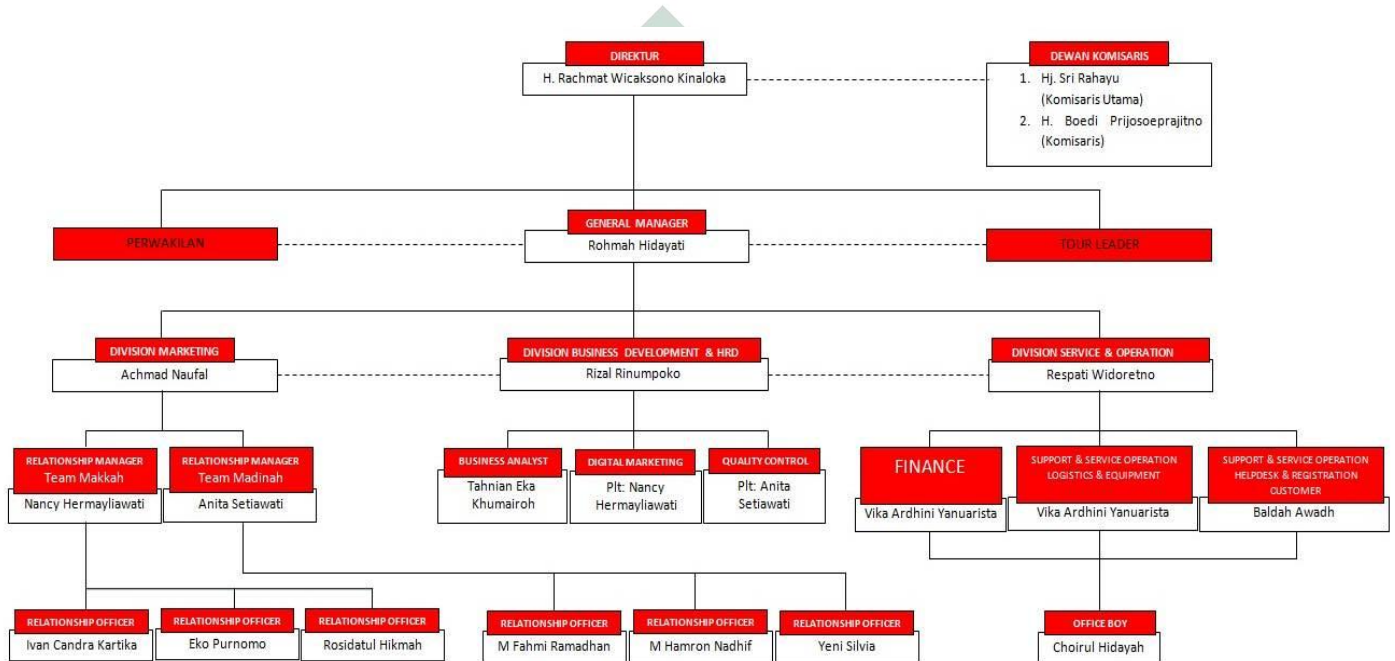 DIREKTUR
H. Rachmat Wicaksono Kinaloka
DEWAN KOMISARIS
1. Hj. Sri Rahayu
(Komisaris Utama)
2. H. Boedi Prijosoeprajitno
(Komisaris)
PERWAKILAN
GENERAL MANAGER
Rohmah Hidayati
TOUR LEADER
DIVISION MARKETING
Achmad Naufal
DIVISION BUSINESS DEVELOPMENT & HRD
Rizal Rinumpoko
DIVISION SERVICE & OPERATION
Respati Widoretno
RELATIONSHIP MANAGER
Team Makkah
Nancy Hermayliawati
RELATIONSHIP MANAGER
Team Madinah
Anita Setiawati
BUSINESS ANALYST
Tahnian Eka
Khumairoh
DIGITAL MARKETING
Plt: Nancy
Hermayliawati
QUALITY CONTROL
Plt: Anita
Setiawati
FINANCE
Vika Ardhini Yanuarista
SUPPORT & SERVICE OPERATION
LOGISTICS & EQUIPMENT
Vika Ardhini Yanuarista
SUPPORT & SERVICE OPERATION
HELPDESK & REGISTRATION
CUSTOMER
Baldah Awadh
RELATIONSHIP OFFICER
Ivan Candra Kartika
RELATIONSHIP OFFICER
Eko Purnomo
RELATIONSHIP OFFICER
Rosidatul Hikmah
RELATIONSHIP OFFICER
M Fahmi Ramadhan
RELATIONSHIP OFFICER
M Hamron Nadhif
RELATIONSHIP OFFICER
Yeni Silvia
OFFICE BOY
Choirul Hidayah